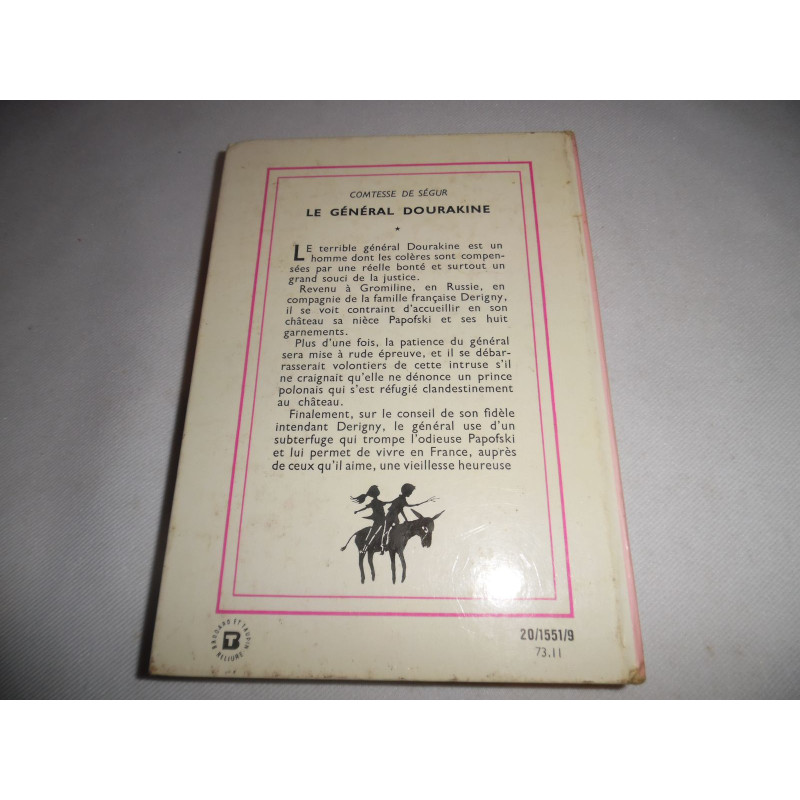 COMTESSE DE SÉGUR
LE GÉNÉRAL DOURAKINE
★
LE terrible général Dourakine est un
homme dont les colères sont compen-
sées par une réelle bonté et surtout un
grand souci de la justice.
Revenu à Gromiline, en Russie, en
compagnie de la famille française Derigny,
il se voit contraint d'accueillir en son
château sa nièce Papofski et ses huit
garnements.
Plus d'une fois, la patience du général
sera mise à rude épreuve, et il se débar-
rasserait volontiers de cette intruse s'il
ne craignait qu'elle ne dénonce un prince
polonais qui s'est réfugié clandestinement
au château.
Finalement, sur le conseil de son fidèle
intendant Derigny, le général use d'un
subterfuge qui trompe l'odieuse Papofski
et lui permet de vivre en France, auprès
de ceux qu'il aime, une vieillesse heureuse
BRODARD ET TAUPIN
RELIURE
20/1551/9
73.11